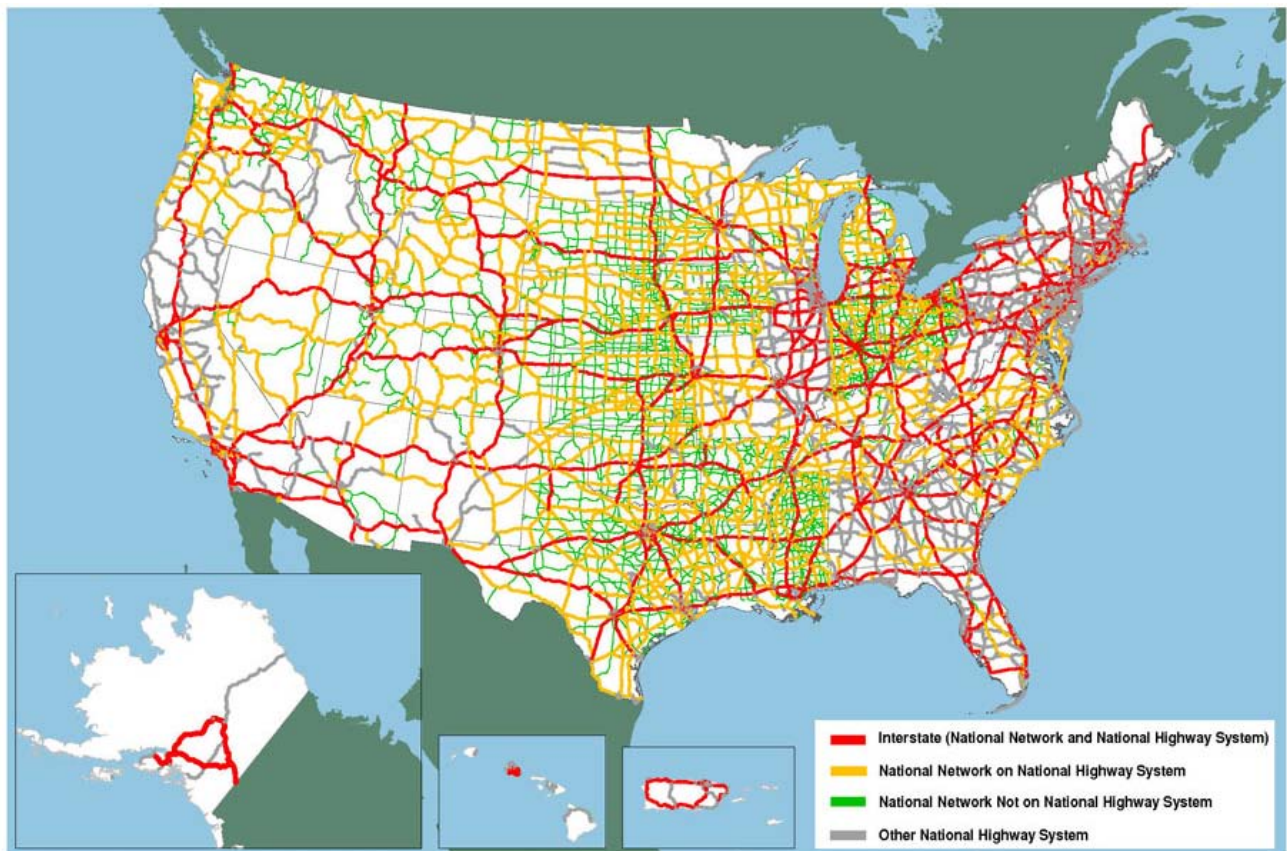 Interstate (National Network and National Highway System)
National Network on National Highway System
National Network Not on National Highway System
Other National Highway System